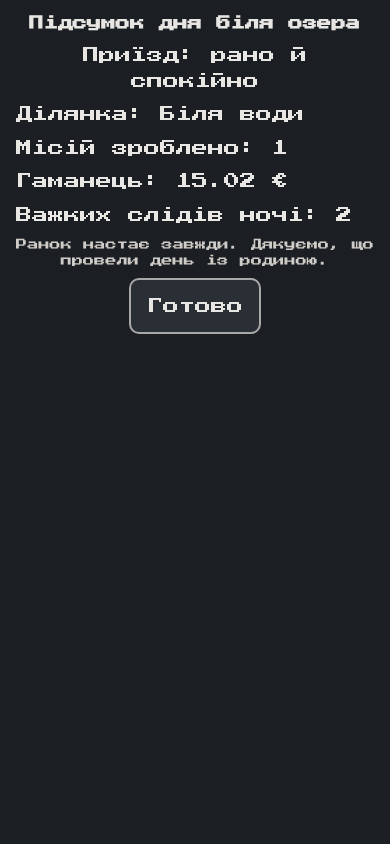 Підсумок дня біля озера
Приїзд: рано й
спокійно
Ділянка: Біля води
Місій зроблено: 1
Гаманець: 15.02 €
Важких слідів ночі: 2
Ранок настає завжди. Дякуємо, що
провели день із родиною.
Готово